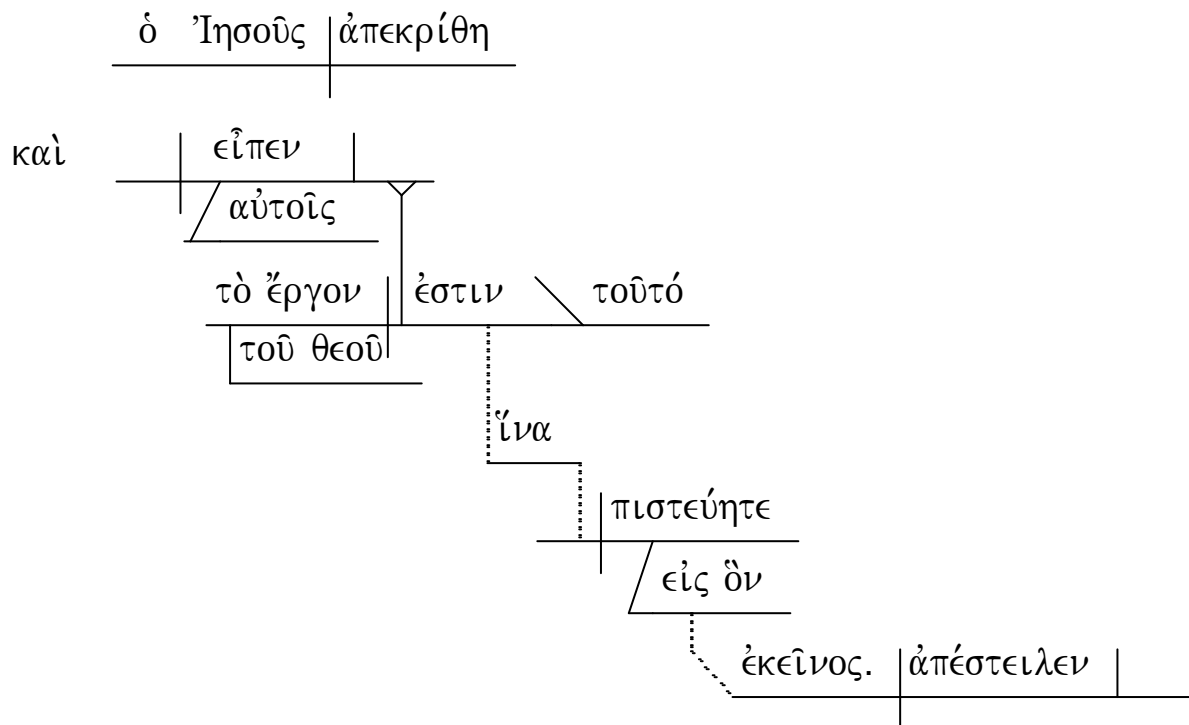 ὁ Ἰησοῦς ἀπεκρίθη
καὶ εἶπεν
αὐτοῖς
τὸ ἔργον ἐστιν τοῦτό
τοῦ θεοῦ
ἵνα
πιστεύητε
εἰς ὃν
ἐκεῖνος. ἀπέστειλεν